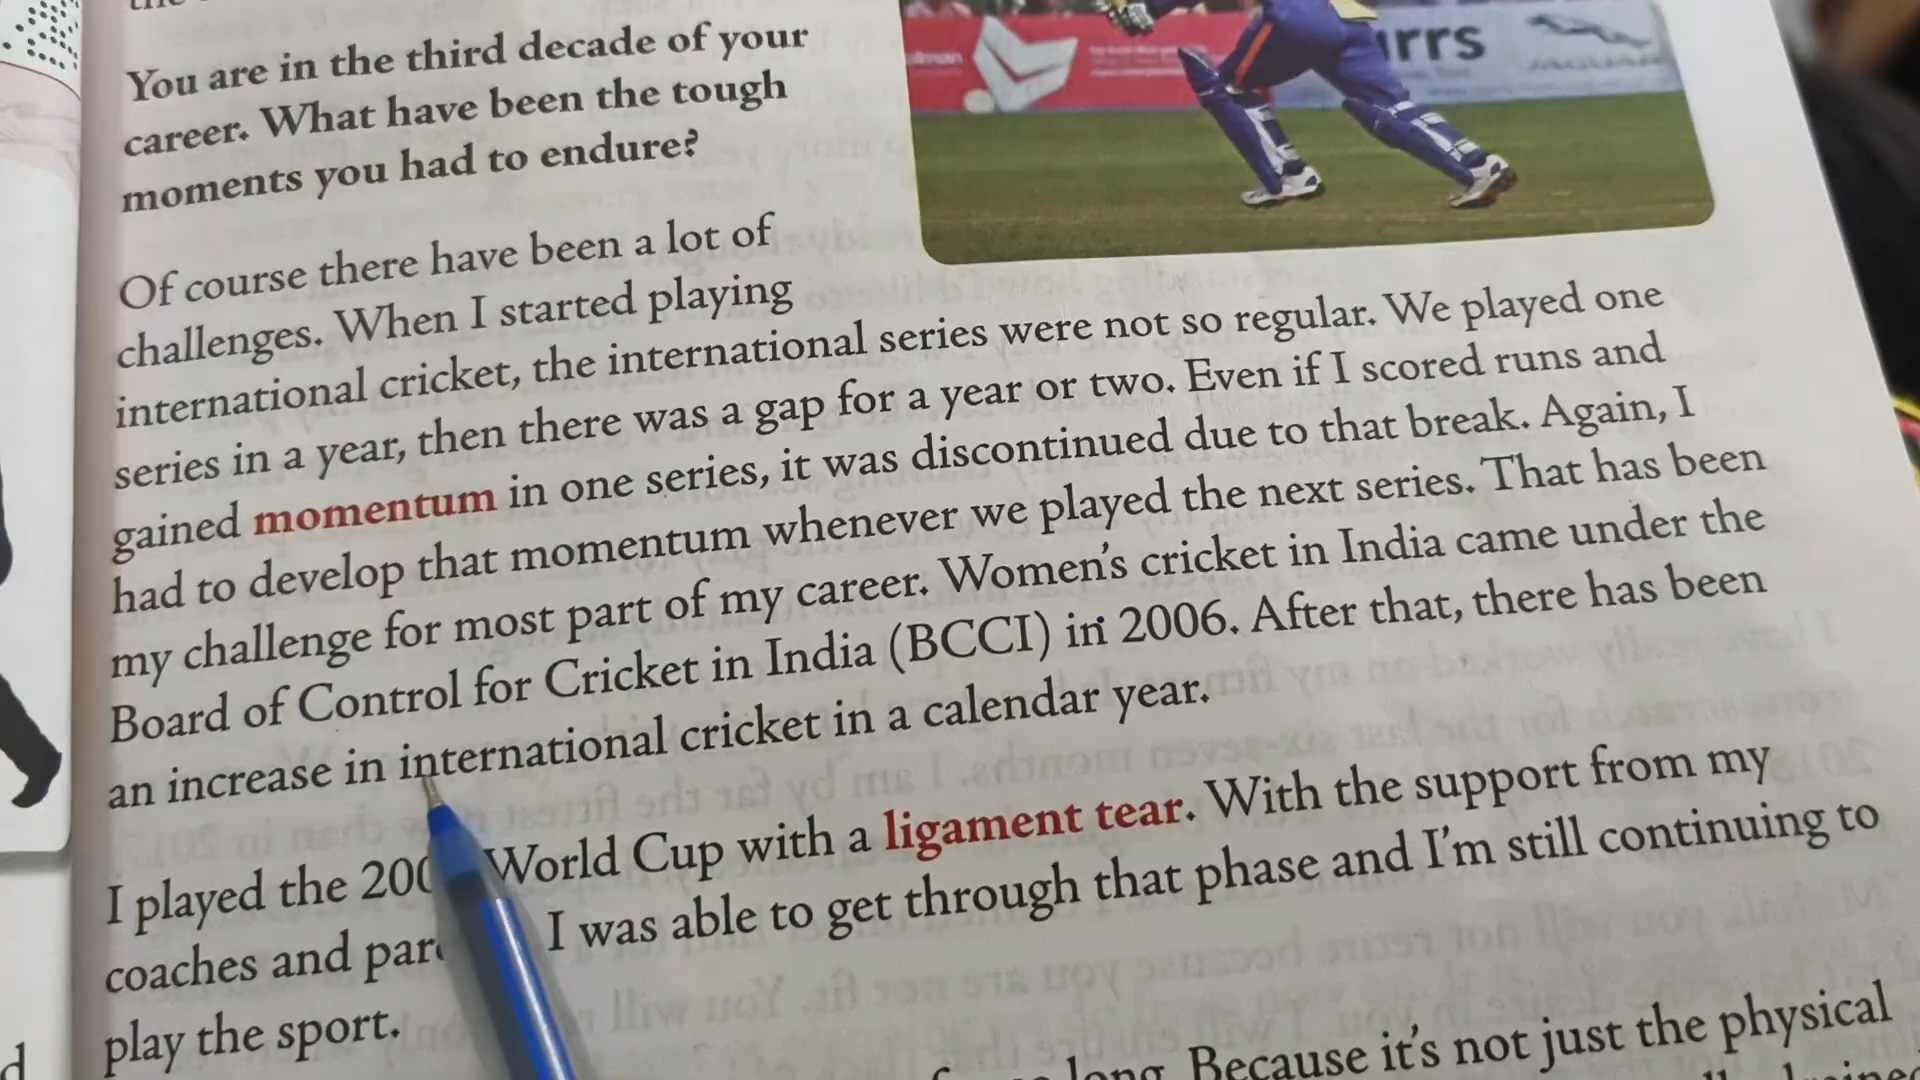 You are in the third decade of your
career. What have been the tough
moments you had to endure?
rrs
JAGUAR
Of course there have been a lot of
challenges. When I started playing
international cricket, the international series were not so regular. We played one
series in a year, then there was a gap for a year or two. Even if I scored runs and
gained momentum in one series, it was discontinued due to that break. Again, I
had to develop that momentum whenever we played the next series. That has been
my challenge for most part of my career. Women's cricket in India came under the
Board of Control for Cricket in India (BCCI) in 2006. After that, there has been
an increase in international cricket in a calendar year.
I played the 200 World Cup with a ligament tear. With the support from my
coaches and par I was able to get through that phase and I'm still continuing to
play the sport.
long. Because it's not just the physical